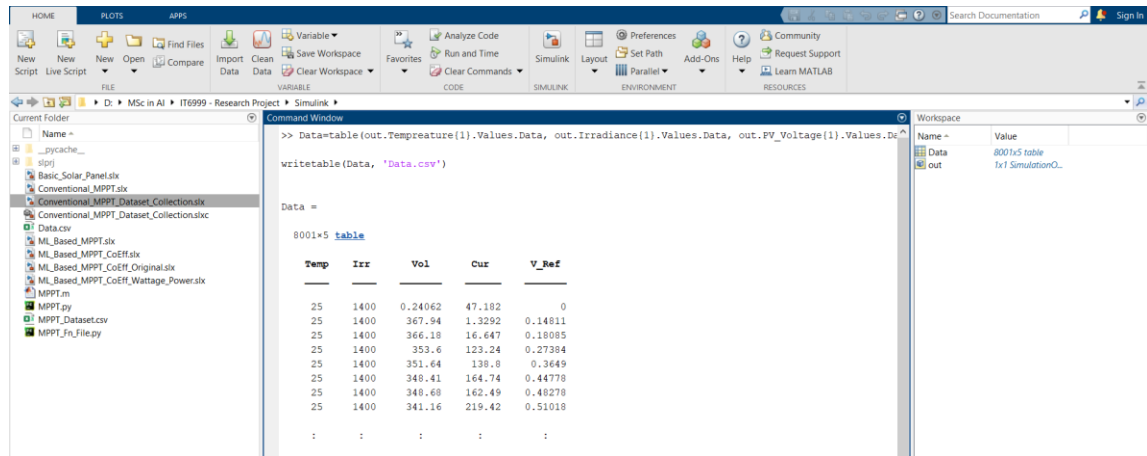 HOME PLOTS APPS
Search Documentation Sign In
New Script
New Live Script
New
Open
Find Files
Compare
Import Data
Clean Data
Variable
Save Workspace
Clear Workspace
Favorites
Analyze Code
Run and Time
Clear Commands
Simulink
Layout
Preferences
Set Path
Parallel
Add-Ons
Help
Community
Request Support
Learn MATLAB
FILE VARIABLE CODE SIMULINK ENVIRONMENT RESOURCES
D: MSc in AI IT6999 - Research Project Simulink
Current Folder
Name
__pycache__
slprj
Basic_Solar_Panel.slx
Conventional_MPPT.slx
Conventional_MPPT_Dataset_Collection.slx
Conventional_MPPT_Dataset_Collection.slxc
Data.csv
ML_Based_MPPT.slx
ML_Based_MPPT_CoEff.slx
ML_Based_MPPT_CoEff_Original.slx
ML_Based_MPPT_CoEff_Wattage_Power.slx
MPPT.m
MPPT.py
MPPT_Dataset.csv
MPPT_Fn_File.py
Command Window
>> Data=table(out.Tempreature{1}.Values.Data, out.Irradiance{1}.Values.Data, out.PV_Voltage{1}.Values.Da
writetable(Data, 'Data.csv')
Data =
8001×5 table
Temp Irr Vol Cur V_Ref
25 1400 0.24062 47.182 0
25 1400 367.94 1.3292 0.14811
25 1400 366.18 16.647 0.18085
25 1400 353.6 123.24 0.27384
25 1400 351.64 138.8 0.3649
25 1400 348.41 164.74 0.44778
25 1400 348.68 162.49 0.48278
25 1400 341.16 219.42 0.51018
: : : : :
Workspace
Name Value
Data 8001x5 table
out 1x1 SimulationO...